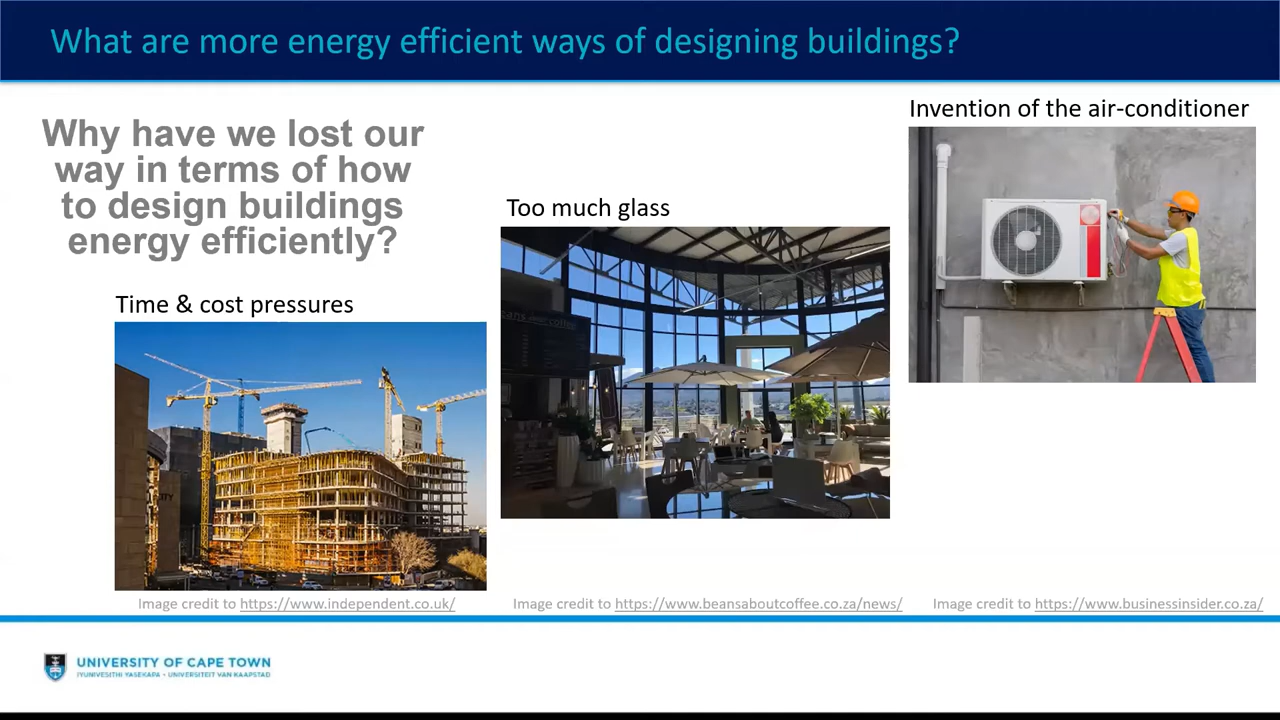 What are more energy efficient ways of designing buildings?
Why have we lost our
way in terms of how
to design buildings
energy efficiently?
Time & cost pressures
Too much glass
Invention of the air-conditioner
Image credit to https://www.independent.co.uk/
Image credit to https://www.beansaboutcoffee.co.za/news/
Image credit to https://www.businessinsider.co.za/
UNIVERSITY OF CAPE TOWN
IYUNIVESITHI YASEKAPA • UNIVERSITEIT VAN KAAPSTAD